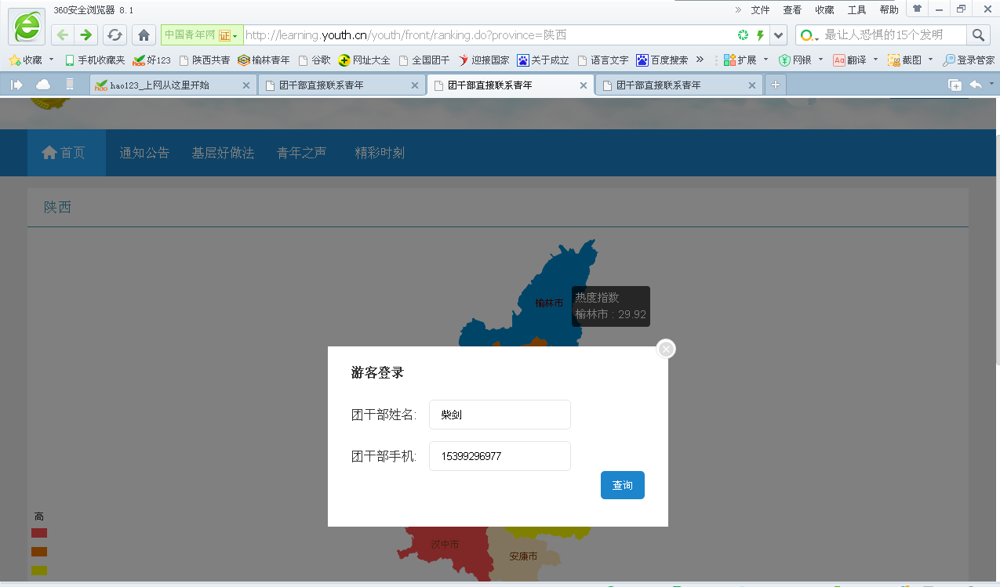 360安全浏览器 8.1
» 文件 查看 收藏 工具 帮助
中国青年网 证 http://learning.youth.cn/youth/front/ranking.do?province=陕西 最让人恐惧的15个发明
收藏 手机收藏夹 好123 陕西共青 榆林青年 谷歌 网址大全 全国团干 迎接国家 关于成立 语言文字 百度搜索 » 扩展 网银 Aa 翻译 截图 登录管家
hao123_上网从这里开始 团干部直接联系青年 团干部直接联系青年 团干部直接联系青年
首页 通知公告 基层好做法 青年之声 精彩时刻
陕西
榆林市
热度指数
榆林市 : 29.92
游客登录
团干部姓名: 柴剑
团干部手机: 15399296977
查询
高
汉中市
安康市